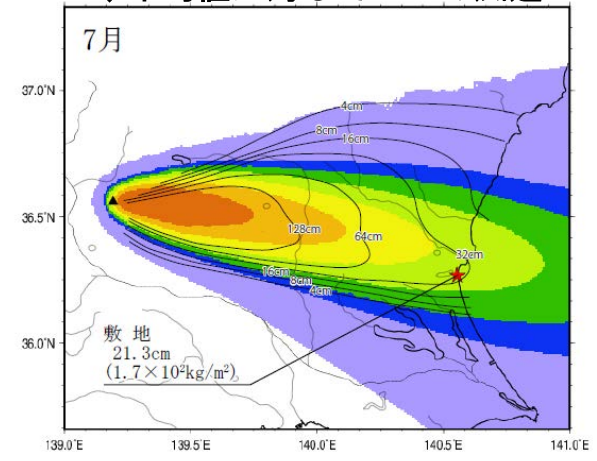 7月
37.0°N
4cm
8cm
16cm
36.5°N
128cm
64cm
32cm
16cm
8cm
4cm
敷 地
21.3cm
(1.7×10²kg/m²)
36.0°N
139.0°E 139.5°E 140.0°E 140.5°E 141.0°E